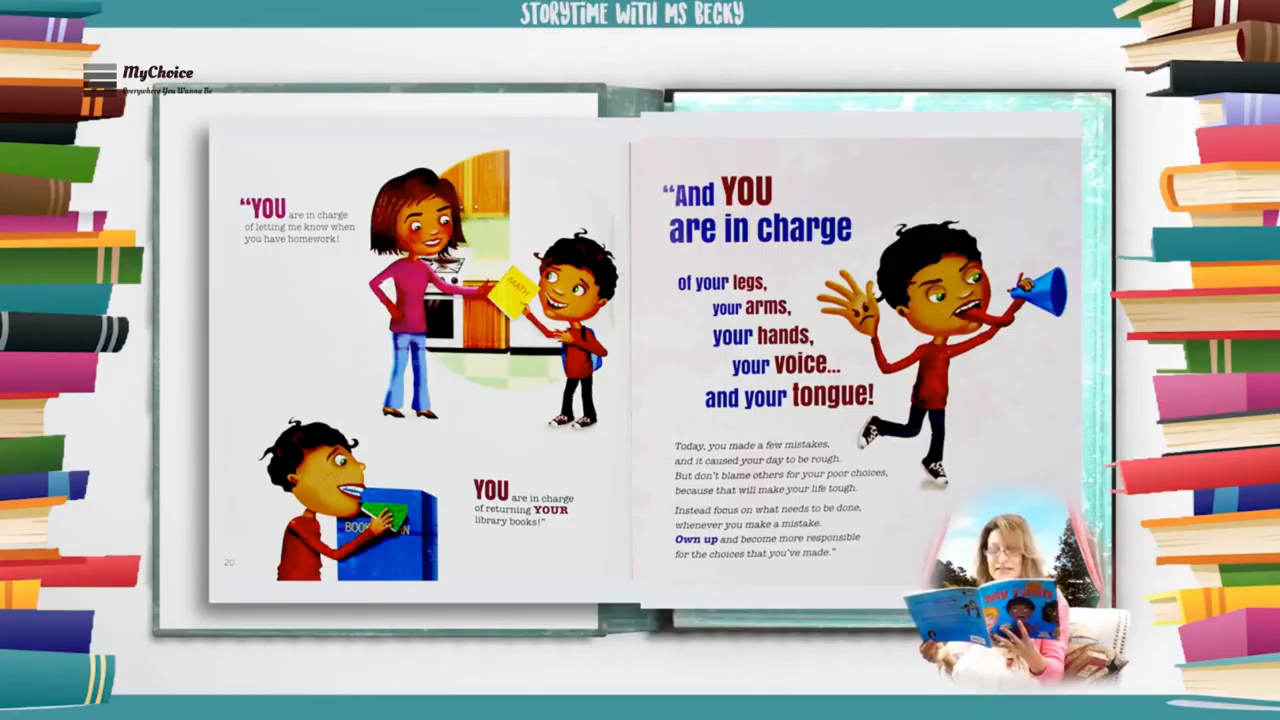 STORYTIME WITH MS BECKY
MyChoice
Everywhere You Wanna Be
“YOU are in charge
of letting me know when
you have homework!
MATH
BOOK
YOU are in charge
of returning YOUR
library books!”
20
“And YOU
are in charge
of your legs,
your arms,
your hands,
your voice...
and your tongue!
Today, you made a few mistakes,
and it caused your day to be rough.
But don’t blame others for your poor choices,
because that will make your life tough.
Instead focus on what needs to be done,
whenever you make a mistake.
Own up and become more responsible
for the choices that you’ve made.”